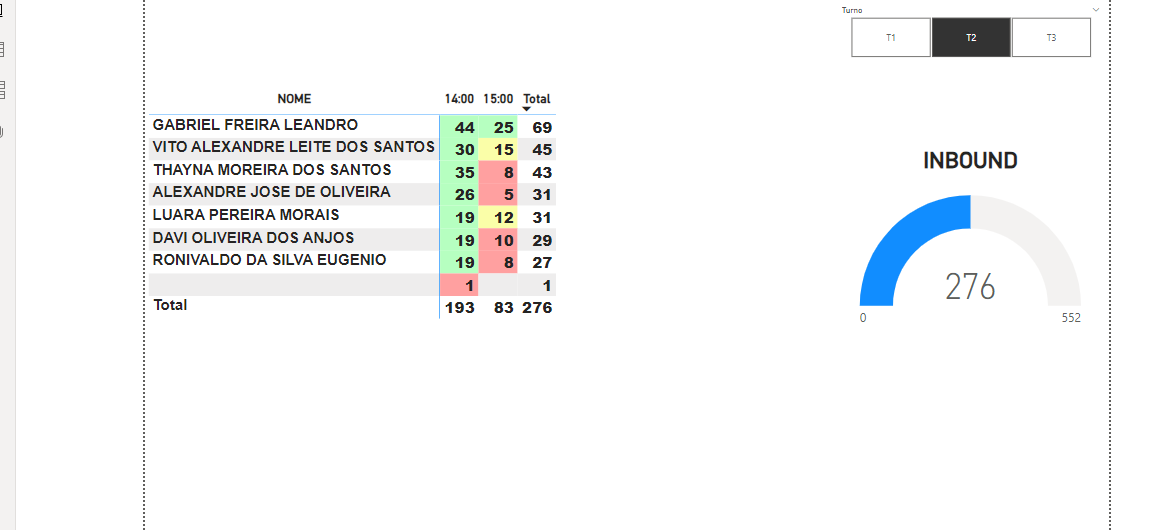 Turno
T1 T2 T3
NOME 14:00 15:00 Total
GABRIEL FREIRA LEANDRO 44 25 69
VITO ALEXANDRE LEITE DOS SANTOS 30 15 45
THAYNA MOREIRA DOS SANTOS 35 8 43
ALEXANDRE JOSE DE OLIVEIRA 26 5 31
LUARA PEREIRA MORAIS 19 12 31
DAVI OLIVEIRA DOS ANJOS 19 10 29
RONIVALDO DA SILVA EUGENIO 19 8 27
1 1
Total 193 83 276
INBOUND
276
0 552